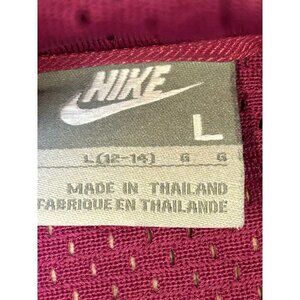 NIKE
L
L (12-14) G G
MADE IN THAILAND
FABRIQUE EN THAILANDE